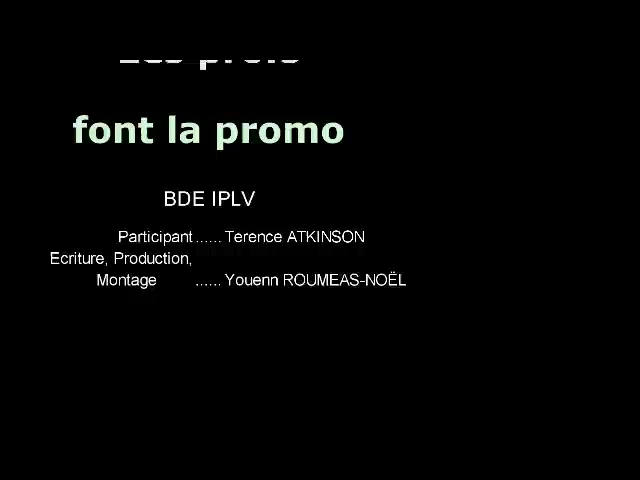 font la promo
BDE IPLV
Participant ...... Terence ATKINSON
Ecriture, Production,
Montage ...... Youenn ROUMEAS-NOËL